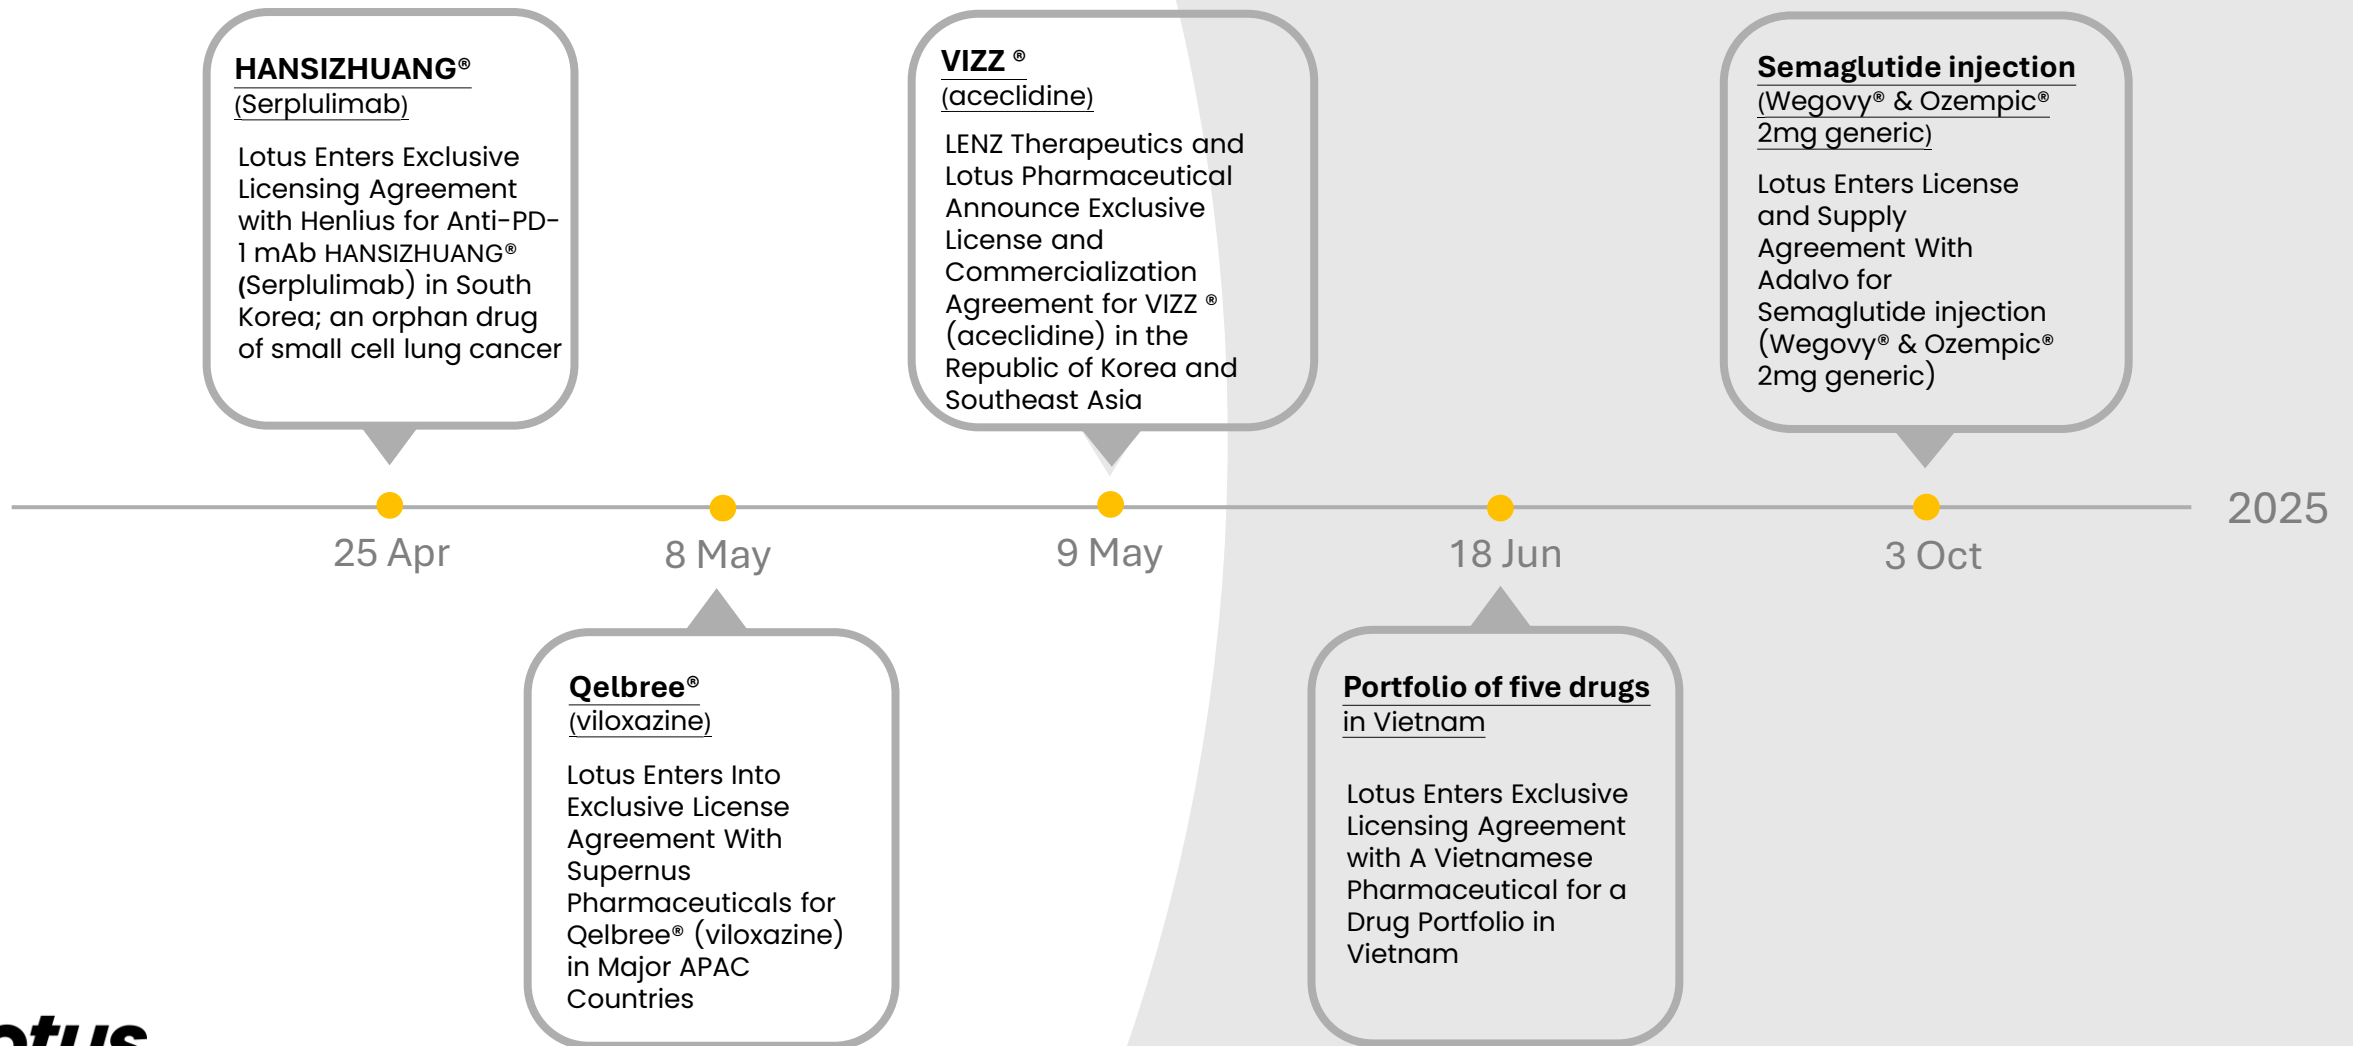 HANSIZHUANG®
(Serplulimab)
Lotus Enters Exclusive
Licensing Agreement
with Henlius for Anti-PD-
1 mAb HANSIZHUANG®
(Serplulimab) in South
Korea; an orphan drug
of small cell lung cancer
VIZZ ®
(aceclidine)
LENZ Therapeutics and
Lotus Pharmaceutical
Announce Exclusive
License and
Commercialization
Agreement for VIZZ ®
(aceclidine) in the
Republic of Korea and
Southeast Asia
Semaglutide injection
(Wegovy® & Ozempic®
2mg generic)
Lotus Enters License
and Supply
Agreement With
Adalvo for
Semaglutide injection
(Wegovy® & Ozempic®
2mg generic)
2025
25 Apr
8 May
9 May
18 Jun
3 Oct
Qelbree®
(viloxazine)
Lotus Enters Into
Exclusive License
Agreement With
Supernus
Pharmaceuticals for
Qelbree® (viloxazine)
in Major APAC
Countries
Portfolio of five drugs
in Vietnam
Lotus Enters Exclusive
Licensing Agreement
with A Vietnamese
Pharmaceutical for a
Drug Portfolio in
Vietnam